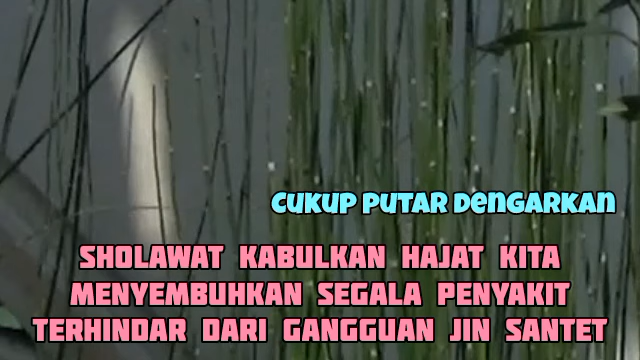 CUKUP PUTAR DENGARKAN
SHOLAWAT KABULKAN HAJAT KITA
MENYEMBUHKAN SEGALA PENYAKIT
TERHINDAR DARI GANGGUAN JIN SANTET